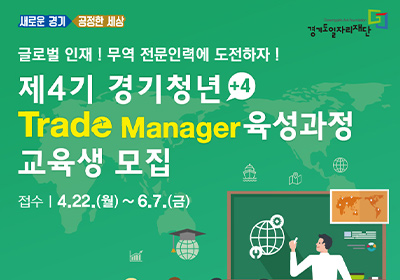 새로운 경기 공정한 세상
경기도일자리재단
글로벌 인재 ! 무역 전문인력에 도전하자 !
제4기 경기청년 +4
Trade Manager 육성과정
교육생 모집
접수 | 4.22.(월) ~ 6.7.(금)